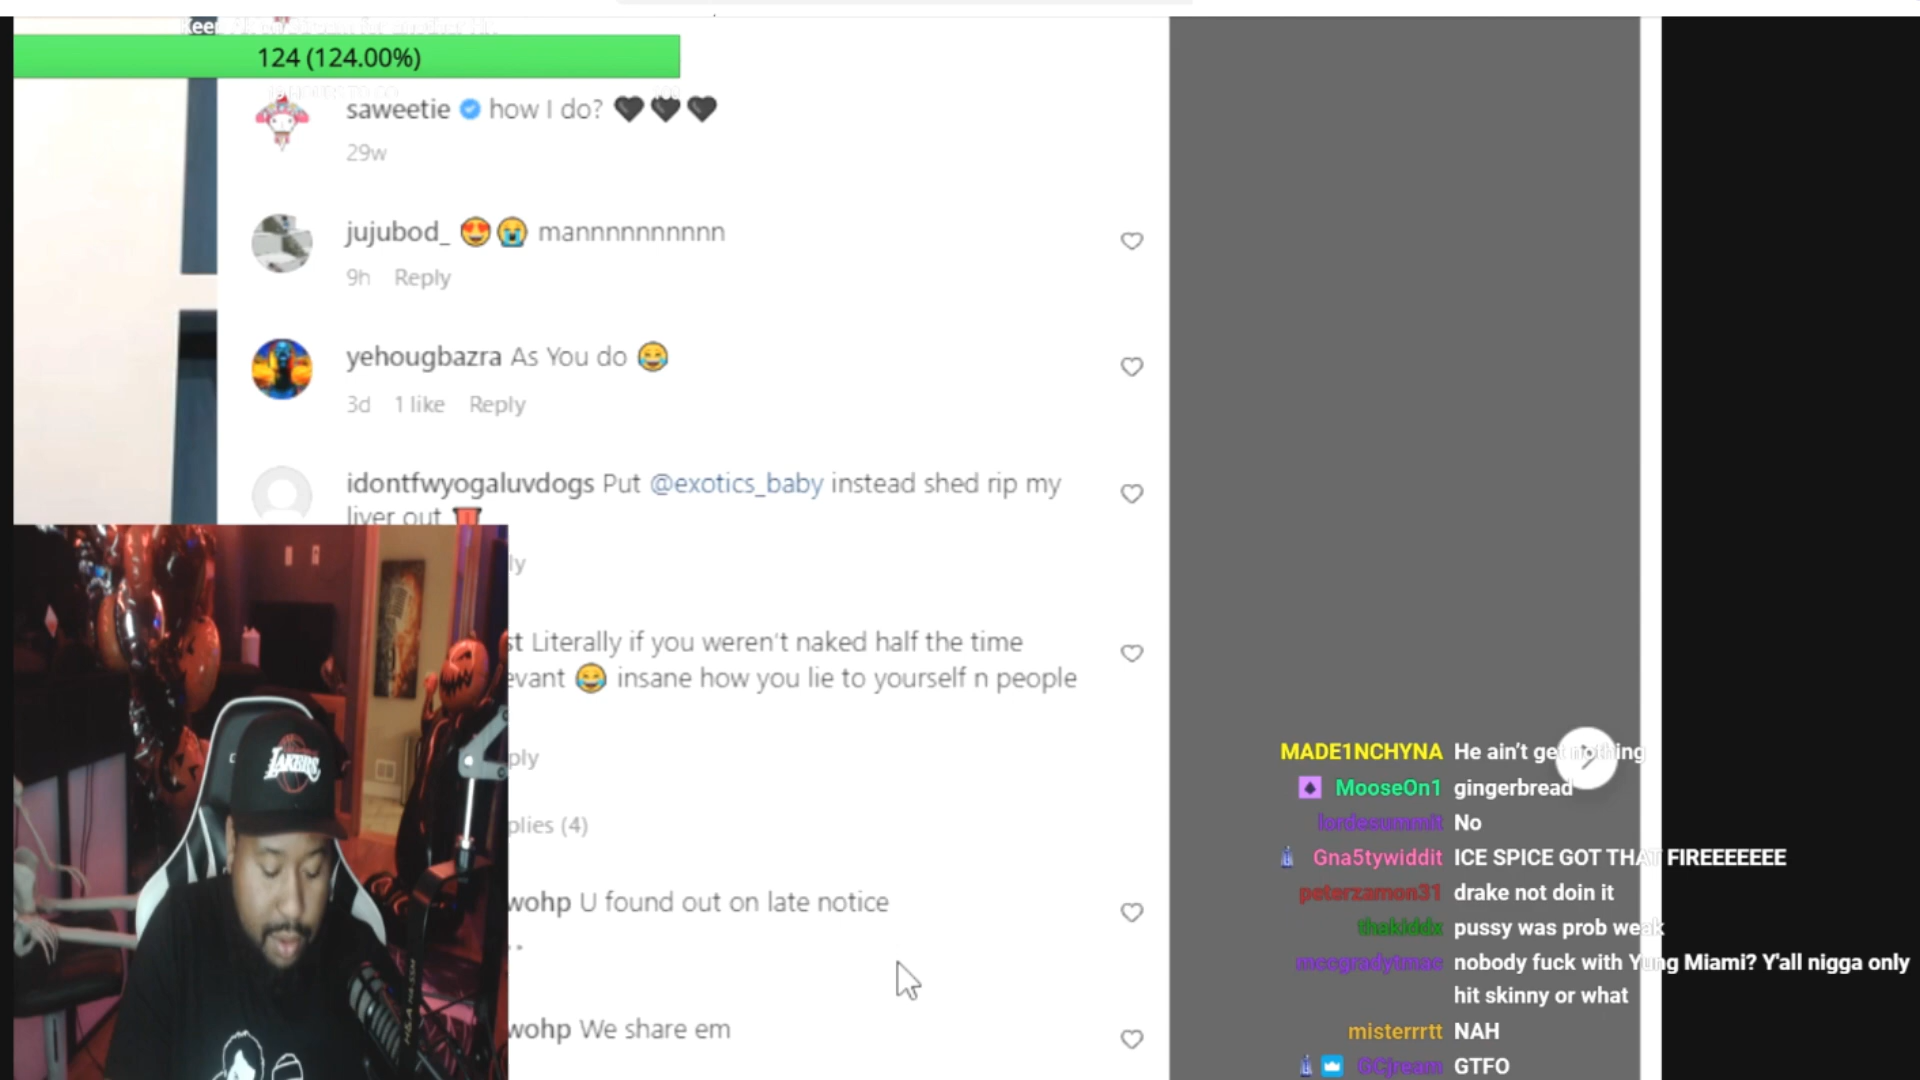 124 (124.00%)
saweetie how I do? 🖤🖤🖤
29w
jujubod_ 😍😭 mannnnnnnnnn
9h Reply
yehougbazra As You do 😂
3d 1 like Reply
idontfwyogaluvdogs Put @exotics_baby instead shed rip my
liver out
ly
st Literally if you weren't naked half the time
evant 😂 insane how you lie to yourself n people
ply
plies (4)
wohp U found out on late notice
wohp We share em
LAKERS
MADE1NCHYNA He ain't get nothing
MooseOn1 gingerbread
lordesummit No
Gna5tywiddit ICE SPICE GOT THAT FIREEEEEEE
peterzamon31 drake not doin it
thakiddx pussy was prob weak
mccgradytmac nobody fuck with Yung Miami? Y'all nigga only
hit skinny or what
misterrrtt NAH
GCjream GTFO